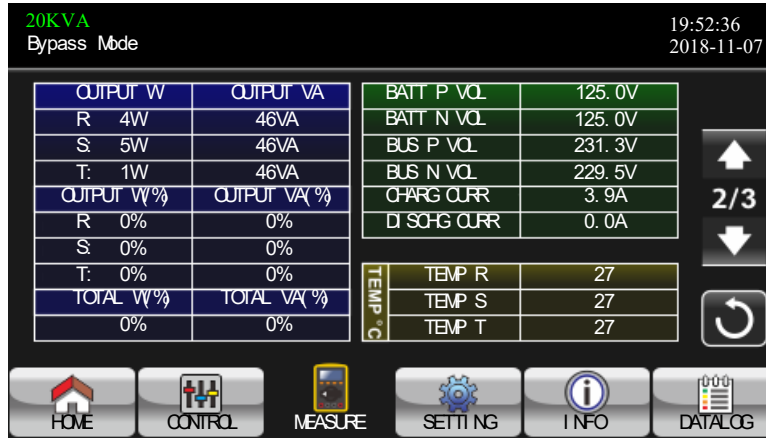 20KVA
19:52:36
Bypass Mode
2018-11-07
OUTPUT W OUTPUT VA
R: 4W 46VA
S: 5W 46VA
T: 1W 46VA
OUTPUT W(%) OUTPUT VA(%)
R: 0% 0%
S: 0% 0%
T: 0% 0%
TOTAL W(%) TOTAL VA(%)
0% 0%
BATT P VOL 125.0V
BATT N VOL 125.0V
BUS P VOL 231.3V
BUS N VOL 229.5V
CHARG CURR 3.9A
DISCHG CURR 0.0A
TEMP °C
TEMP R 27
TEMP S 27
TEMP T 27
2/3
HOME CONTROL MEASURE SETTING INFO DATALOG